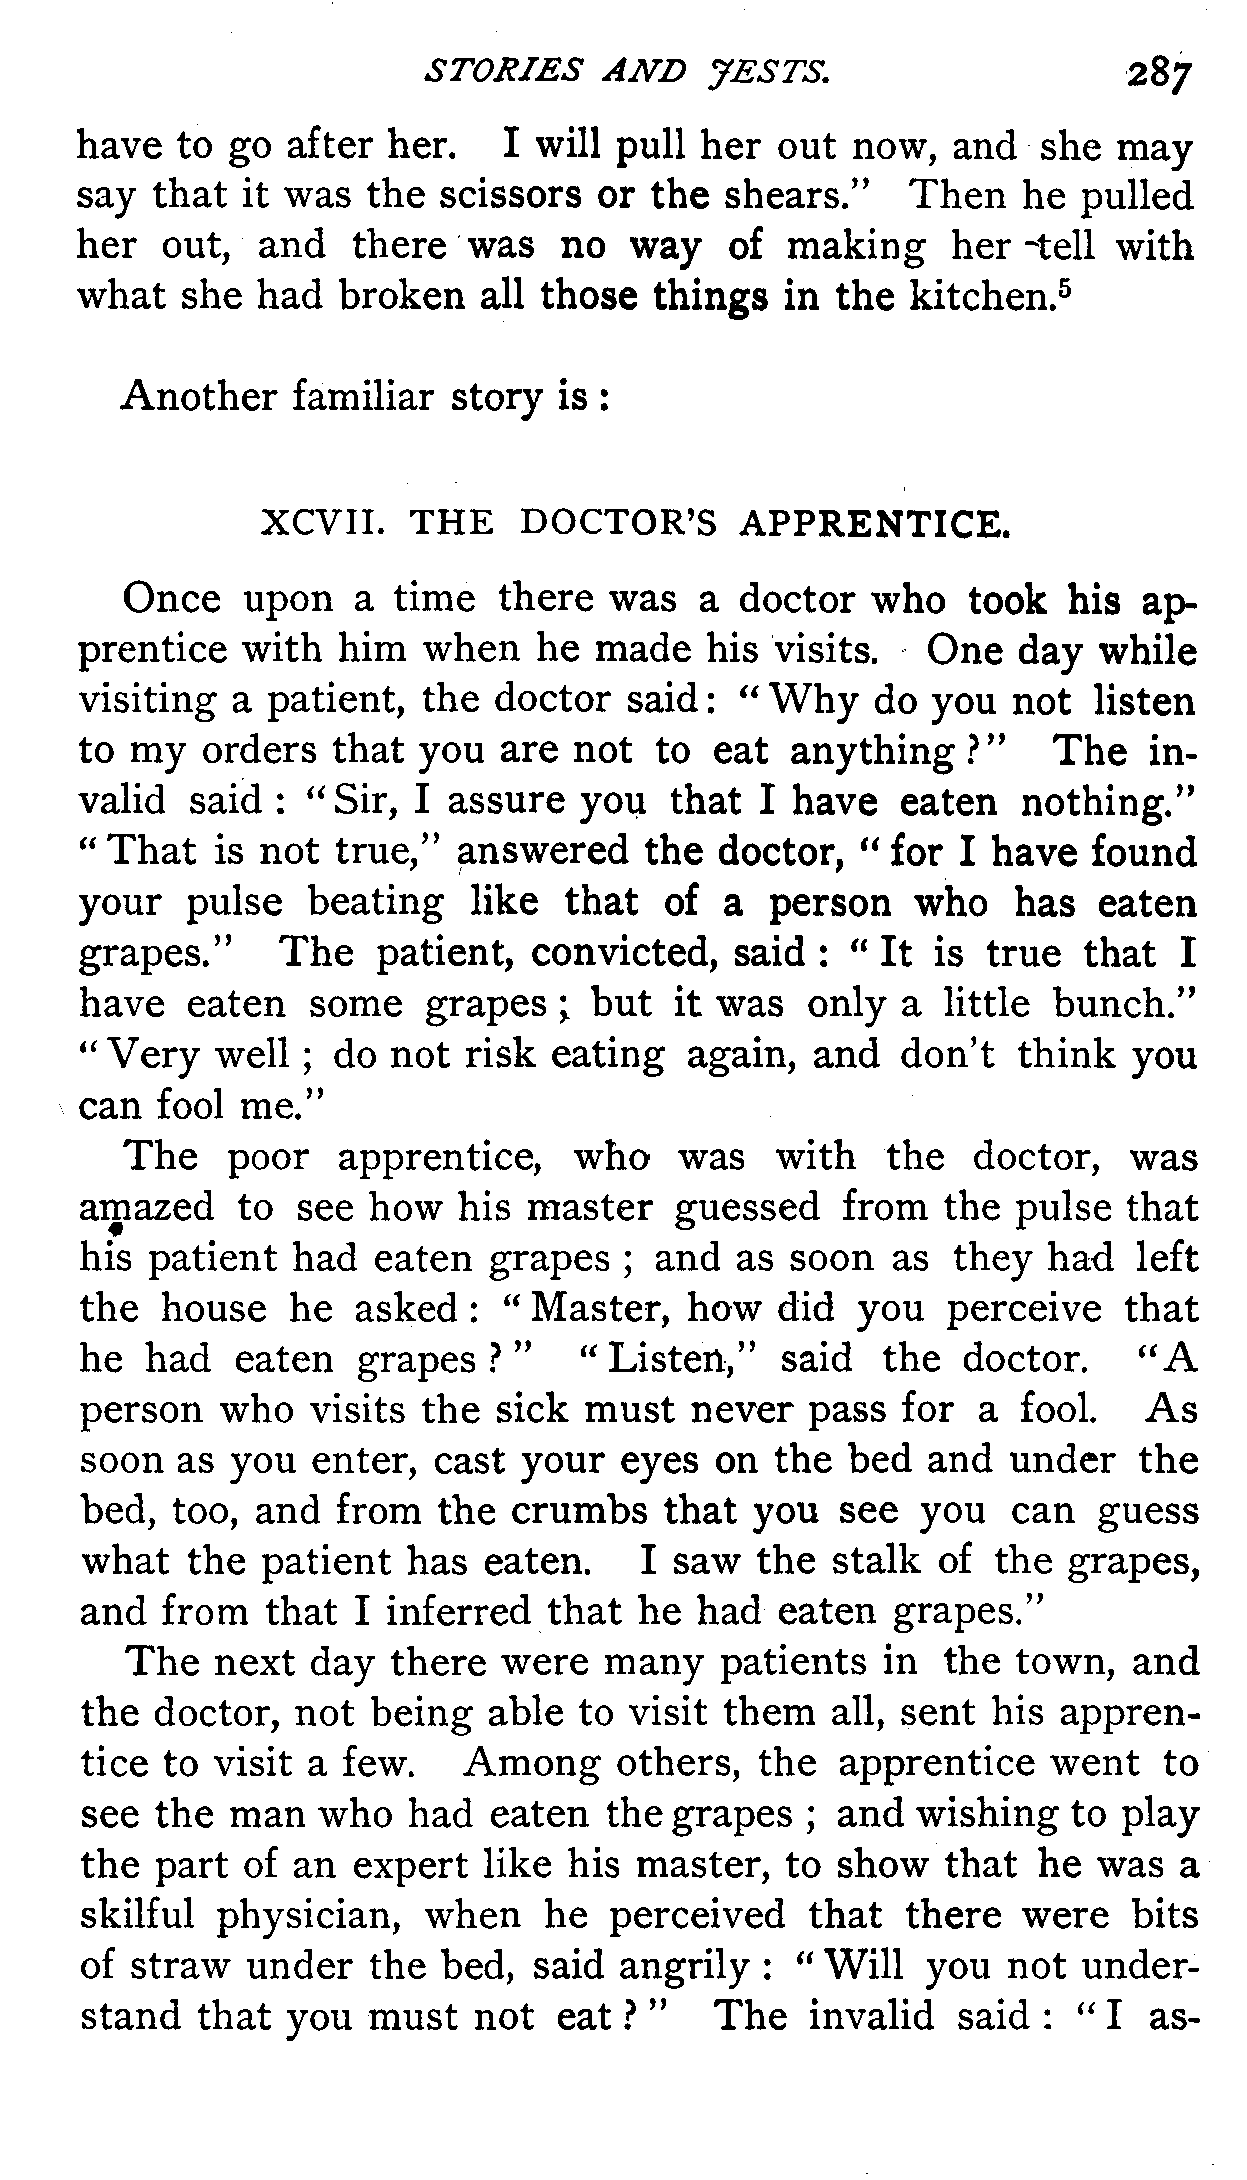 STORIES AND JESTS. 287
have to go after her. I will pull her out now, and she may
say that it was the scissors or the shears." Then he pulled
her out, and there was no way of making her tell with
what she had broken all those things in the kitchen.⁵
Another familiar story is :
XCVII. THE DOCTOR'S APPRENTICE.
Once upon a time there was a doctor who took his ap-
prentice with him when he made his visits. One day while
visiting a patient, the doctor said: "Why do you not listen
to my orders that you are not to eat anything?" The in-
valid said : "Sir, I assure you that I have eaten nothing."
"That is not true," answered the doctor, "for I have found
your pulse beating like that of a person who has eaten
grapes." The patient, convicted, said : "It is true that I
have eaten some grapes ; but it was only a little bunch."
"Very well ; do not risk eating again, and don't think you
can fool me."
The poor apprentice, who was with the doctor, was
amazed to see how his master guessed from the pulse that
his patient had eaten grapes ; and as soon as they had left
the house he asked : "Master, how did you perceive that
he had eaten grapes ?" "Listen," said the doctor. "A
person who visits the sick must never pass for a fool. As
soon as you enter, cast your eyes on the bed and under the
bed, too, and from the crumbs that you see you can guess
what the patient has eaten. I saw the stalk of the grapes,
and from that I inferred that he had eaten grapes."
The next day there were many patients in the town, and
the doctor, not being able to visit them all, sent his appren-
tice to visit a few. Among others, the apprentice went to
see the man who had eaten the grapes ; and wishing to play
the part of an expert like his master, to show that he was a
skilful physician, when he perceived that there were bits
of straw under the bed, said angrily : "Will you not under-
stand that you must not eat ?" The invalid said : "I as-